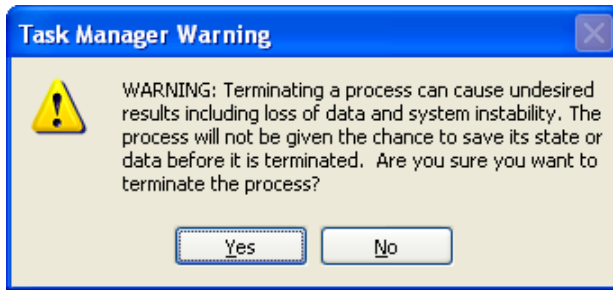 Task Manager Warning
WARNING: Terminating a process can cause undesired
results including loss of data and system instability. The
process will not be given the chance to save its state or
data before it is terminated.  Are you sure you want to
terminate the process?
Yes No